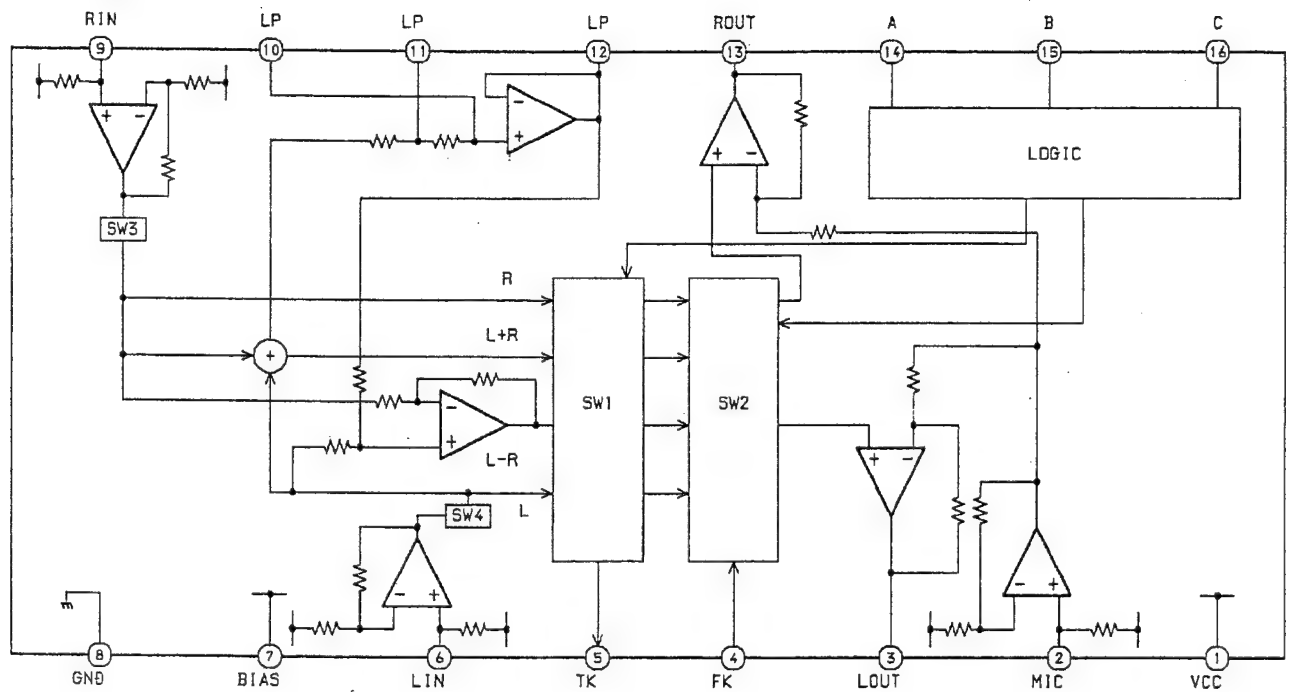 RIN LP LP LP ROUT A B C
9 10 11 12 13 14 15 16
+ - - +
+ -
LOGIC
SW3
R
L+R
+
SW1 SW2
-
+
L-R
+ -
L
SW4
- + - +
8 7 6 5 4 3 2 1
GND BIAS LIN TK FK LOUT MIC VCC